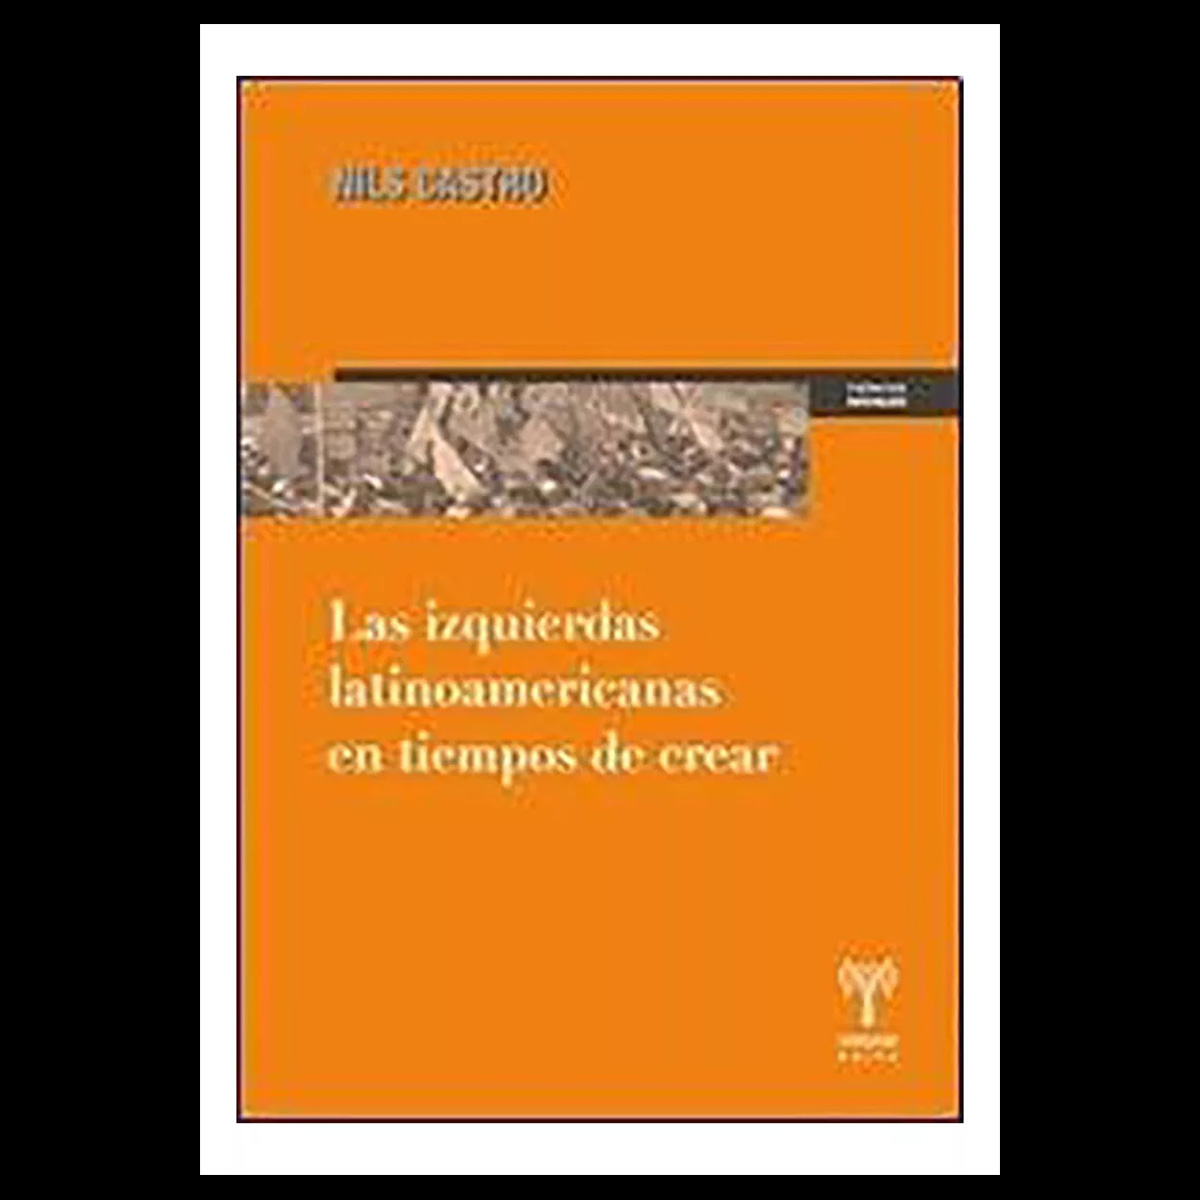 NILS CASTRO
Las izquierdas
latinoamericanas
en tiempos de crear